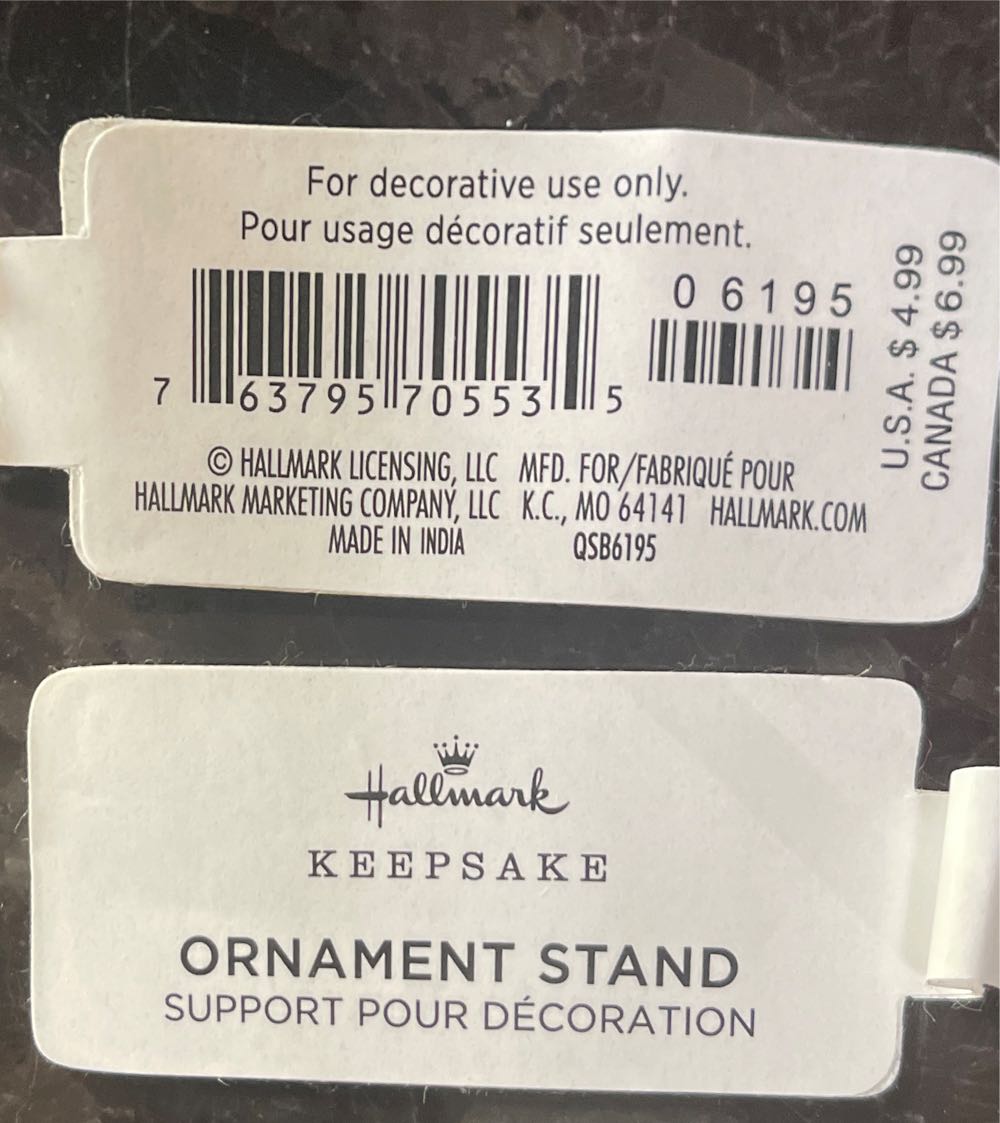 For decorative use only.
Pour usage décoratif seulement.
0 6195
7 63795 70553 5
U.S.A. $ 4.99
CANADA $ 6.99
© HALLMARK LICENSING, LLC MFD. FOR/FABRIQUÉ POUR
HALLMARK MARKETING COMPANY, LLC K.C., MO 64141 HALLMARK.COM
MADE IN INDIA QSB6195
Hallmark
KEEPSAKE
ORNAMENT STAND
SUPPORT POUR DÉCORATION